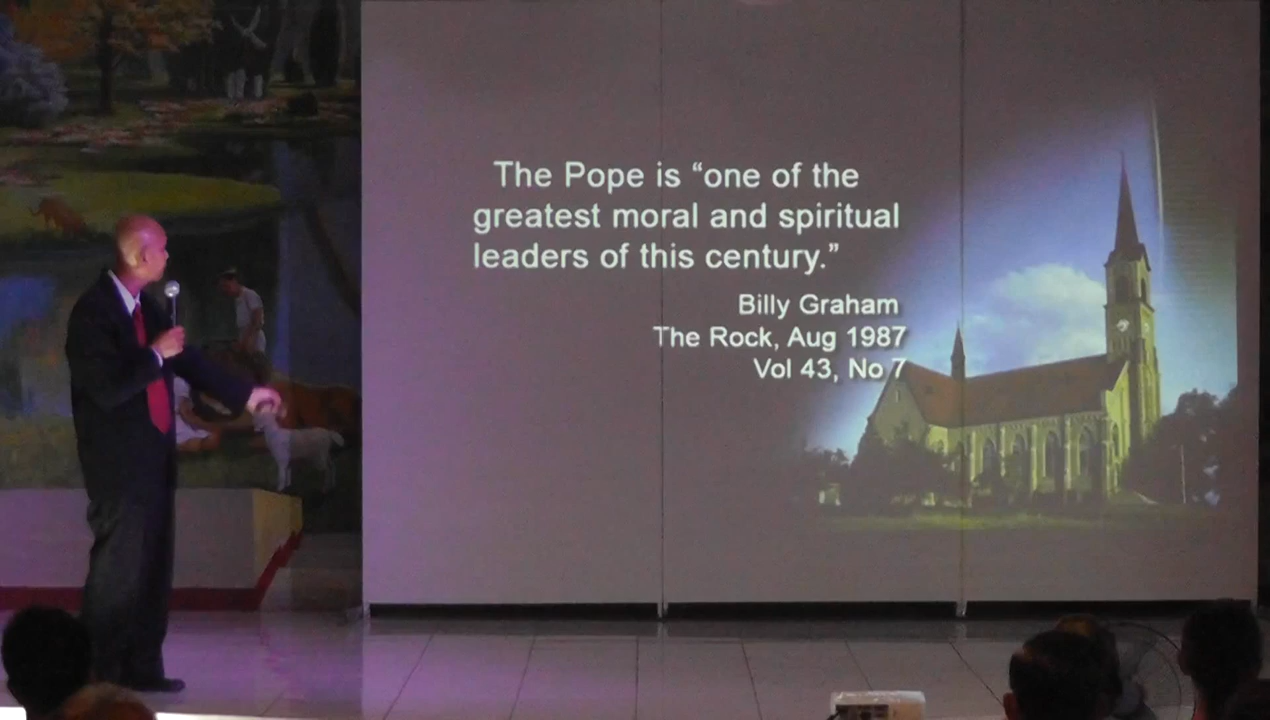 The Pope is “one of the
greatest moral and spiritual
leaders of this century.”
Billy Graham
The Rock, Aug 1987
Vol 43, No 7